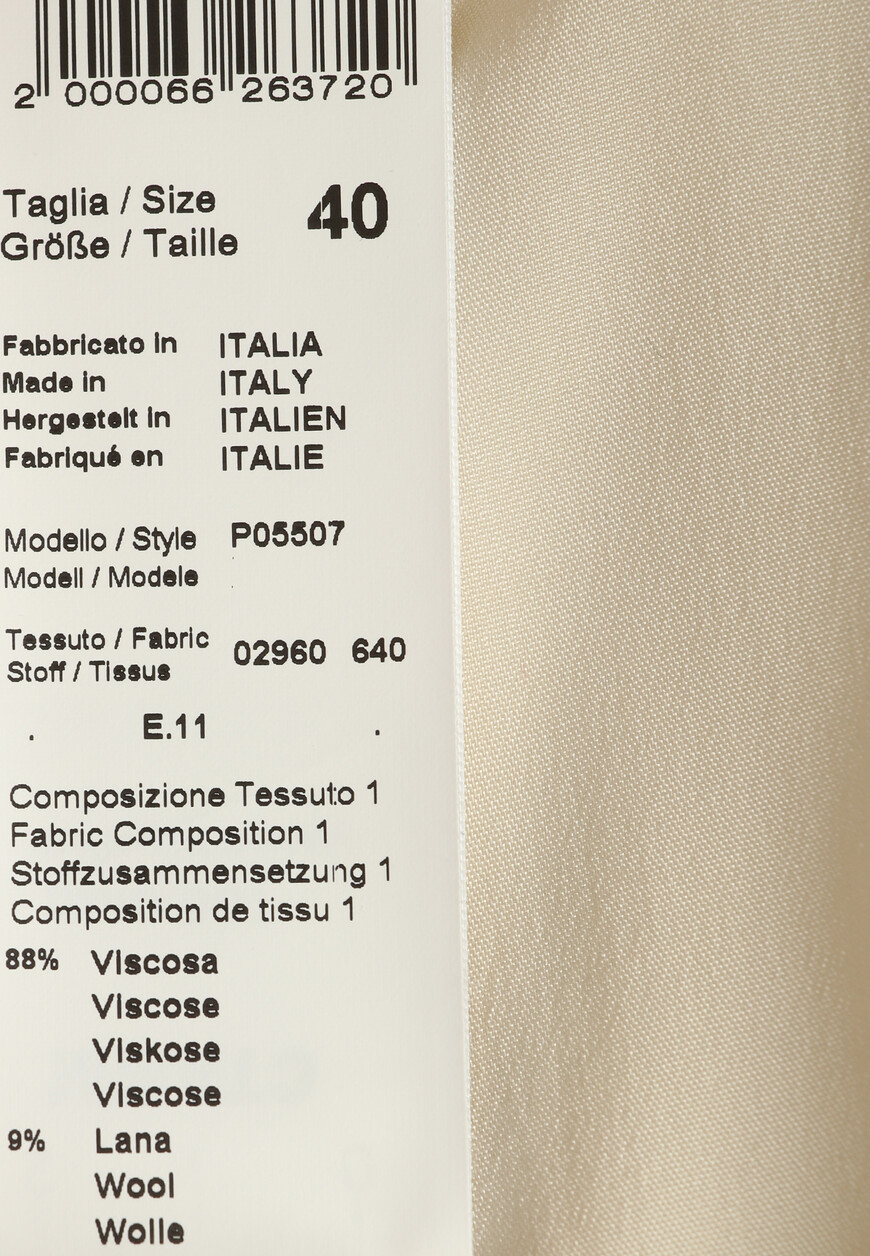 2 000066 263720
Taglia / Size 40
Größe / Taille
Fabbricato in ITALIA
Made in ITALY
Hergestelt in ITALIEN
Fabriqué en ITALIE
Modello / Style P05507
Modell / Modele
Tessuto / Fabric 02960 640
Stoff / Tissus
. E.11 .
Composizione Tessuto 1
Fabric Composition 1
Stoffzusammensetzung 1
Composition de tissu 1
88% Viscosa
Viscose
Viskose
Viscose
9% Lana
Wool
Wolle